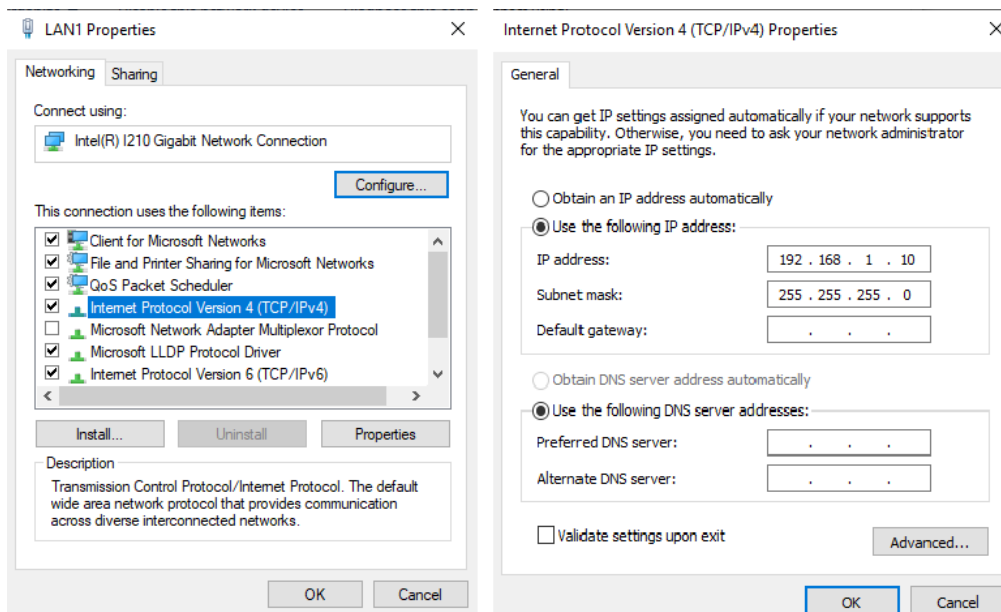 LAN1 Properties
Networking
Sharing
Connect using:
Intel(R) I210 Gigabit Network Connection
Configure...
This connection uses the following items:
Client for Microsoft Networks
File and Printer Sharing for Microsoft Networks
QoS Packet Scheduler
Internet Protocol Version 4 (TCP/IPv4)
Microsoft Network Adapter Multiplexor Protocol
Microsoft LLDP Protocol Driver
Internet Protocol Version 6 (TCP/IPv6)
Install...
Uninstall
Properties
Description
Transmission Control Protocol/Internet Protocol. The default
wide area network protocol that provides communication
across diverse interconnected networks.
OK
Cancel
Internet Protocol Version 4 (TCP/IPv4) Properties
General
You can get IP settings assigned automatically if your network supports
this capability. Otherwise, you need to ask your network administrator
for the appropriate IP settings.
Obtain an IP address automatically
Use the following IP address:
IP address: 192 . 168 . 1 . 10
Subnet mask: 255 . 255 . 255 . 0
Default gateway: . . .
Obtain DNS server address automatically
Use the following DNS server addresses:
Preferred DNS server: . . .
Alternate DNS server: . . .
Validate settings upon exit
Advanced...
OK
Cancel